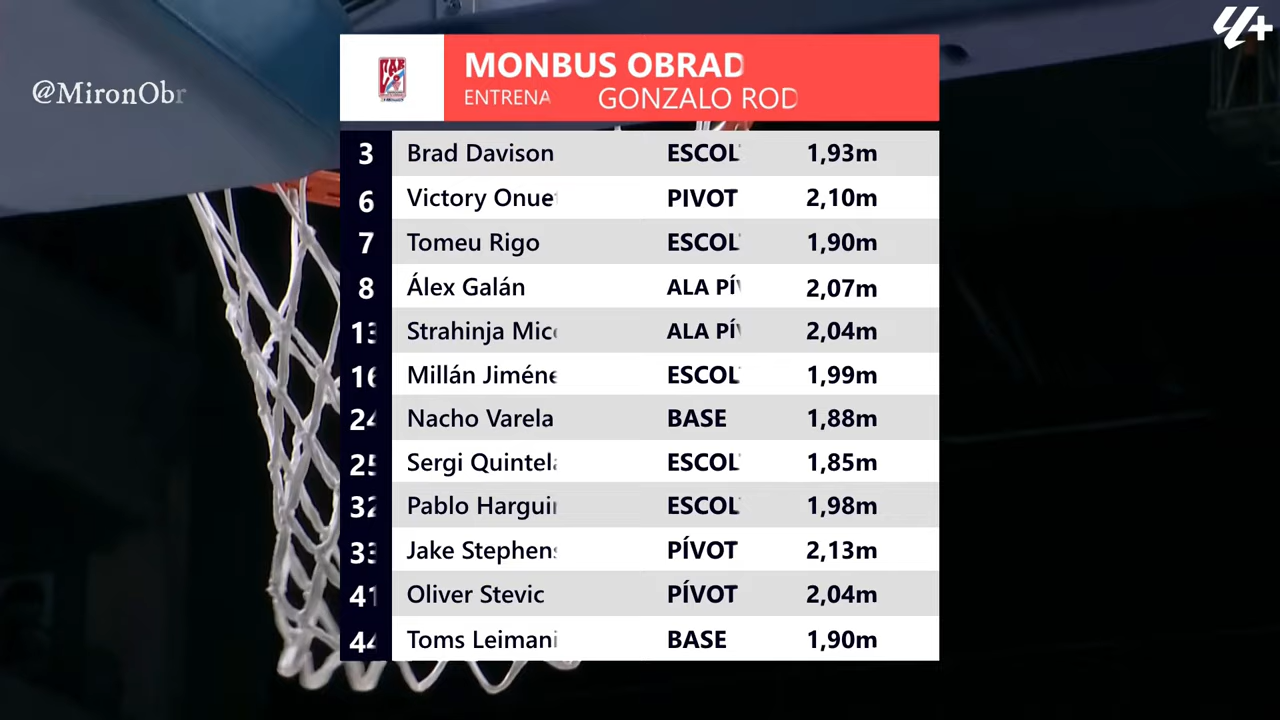 @MironObr
MONBUS OBRAD
ENTRENA GONZALO ROD
3 Brad Davison ESCOL 1,93m
6 Victory Onue 2,10m PIVOT
7 Tomeu Rigo ESCOL 1,90m
8 Álex Galán ALA PÍ 2,07m
13 Strahinja Mic ALA PÍ 2,04m
16 Millán Jiméne ESCOL 1,99m
24 Nacho Varela BASE 1,88m
25 Sergi Quintel ESCOL 1,85m
32 Pablo Hargui ESCOL 1,98m
33 Jake Stephens PÍVOT 2,13m
41 Oliver Stevic PÍVOT 2,04m
44 Toms Leimani BASE 1,90m